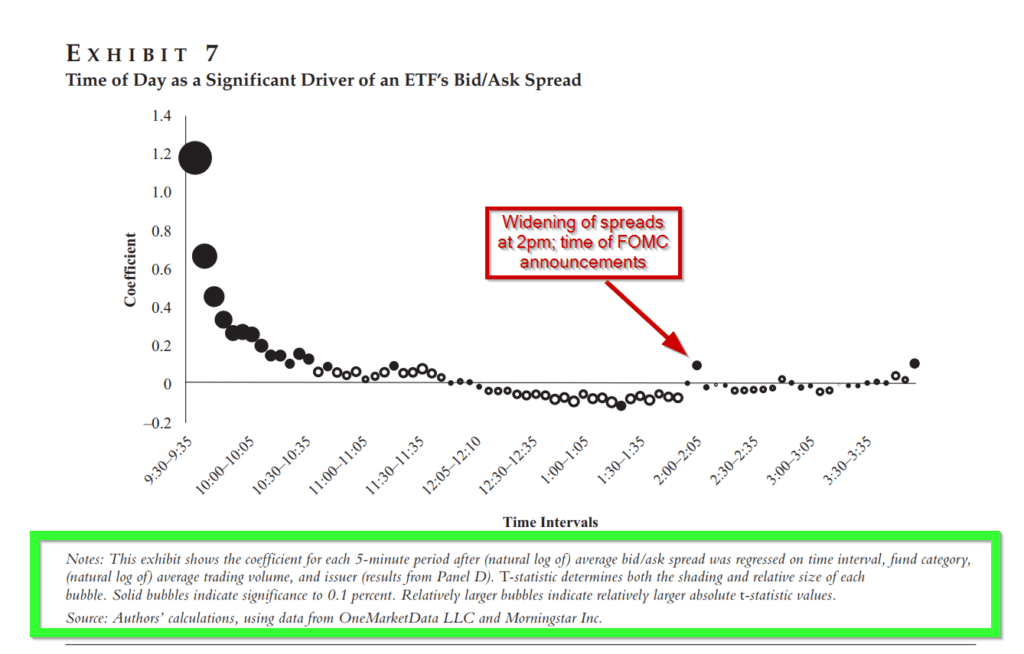 EXHIBIT 7
Time of Day as a Significant Driver of an ETF's Bid/Ask Spread
1.4
1.2
1.0
0.8
0.6
0.4
0.2
0
–0.2
Coefficient
Widening of spreads
at 2pm; time of FOMC
announcements
9:30–9:35
10:00–10:05
10:30–10:35
11:00–11:05
11:30–11:35
12:05–12:10
12:30–12:35
1:00–1:05
1:30–1:35
2:00–2:05
2:30–2:35
3:00–3:05
3:30–3:35
Time Intervals
Notes: This exhibit shows the coefficient for each 5-minute period after (natural log of) average bid/ask spread was regressed on time interval, fund category,
(natural log of) average trading volume, and issuer (results from Panel D). T-statistic determines both the shading and relative size of each
bubble. Solid bubbles indicate significance to 0.1 percent. Relatively larger bubbles indicate relatively larger absolute t-statistic values.
Source: Authors' calculations, using data from OneMarketData LLC and Morningstar Inc.